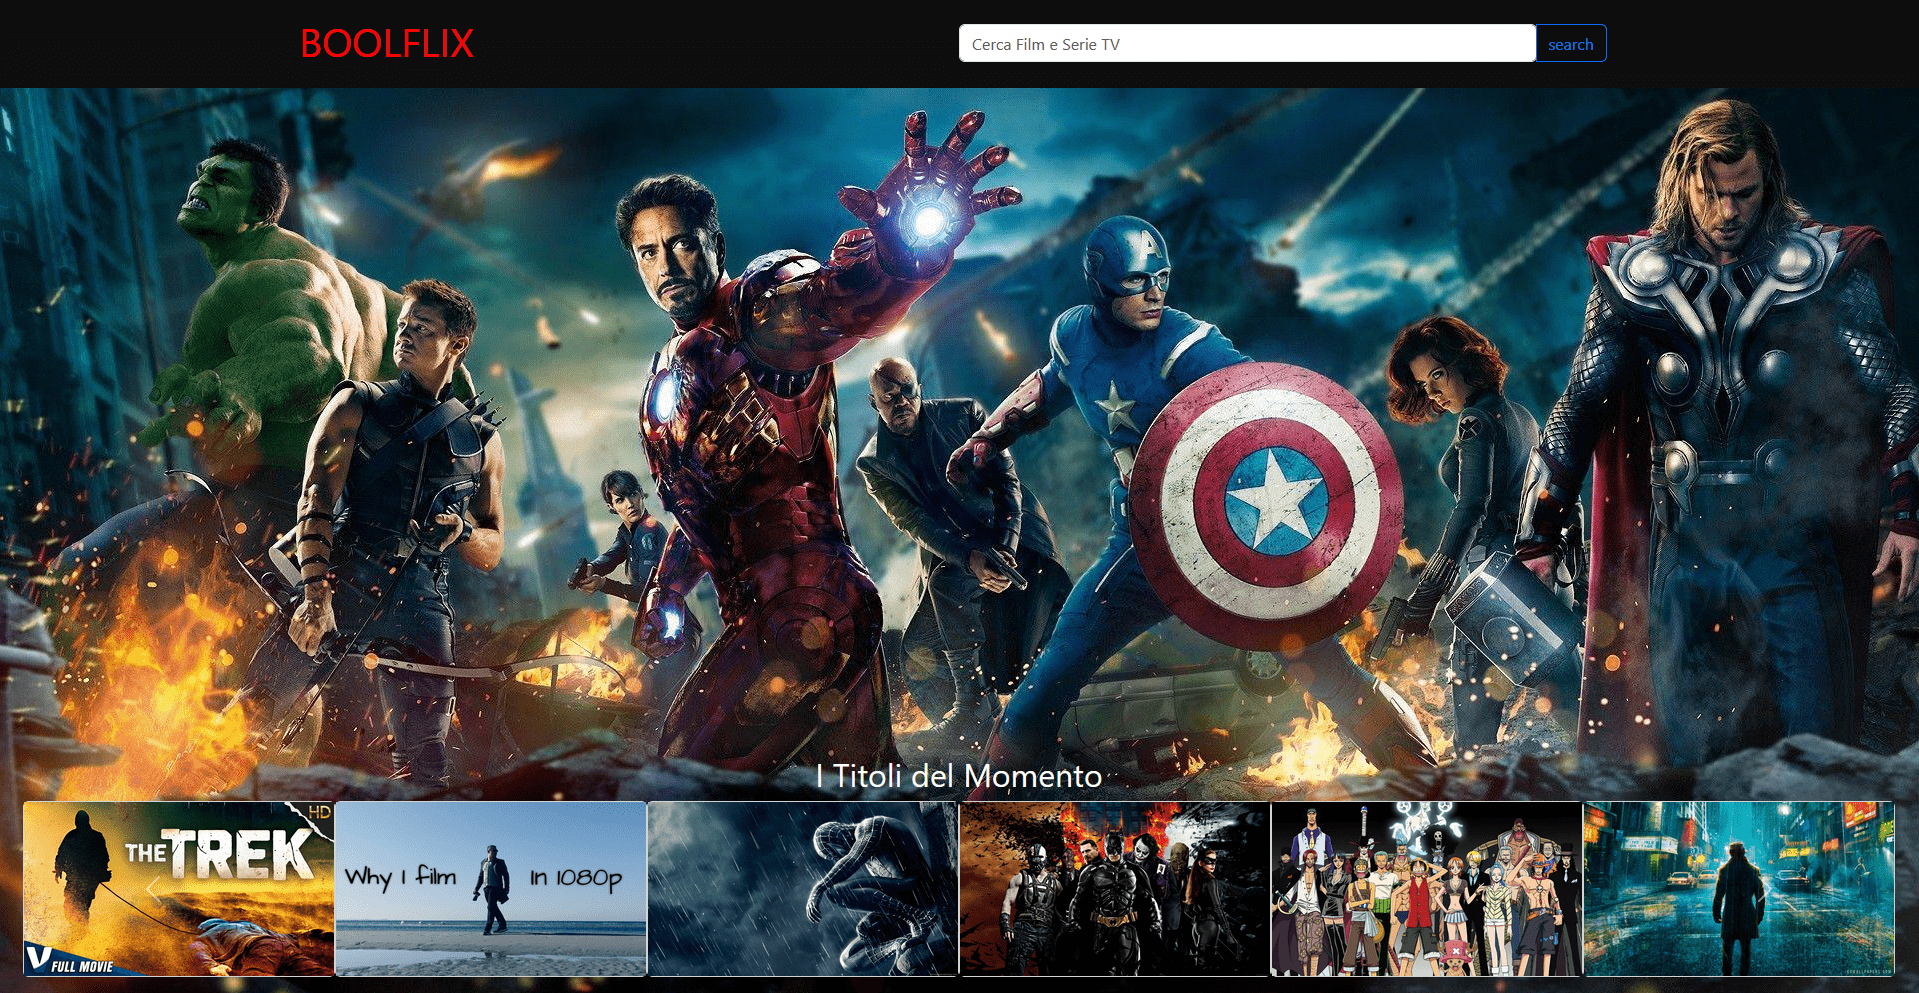 BOOLFLIX
Cerca Film e Serie TV
search
I Titoli del Momento
HD
THE TREK
V FULL MOVIE
Why I film
In 1080p